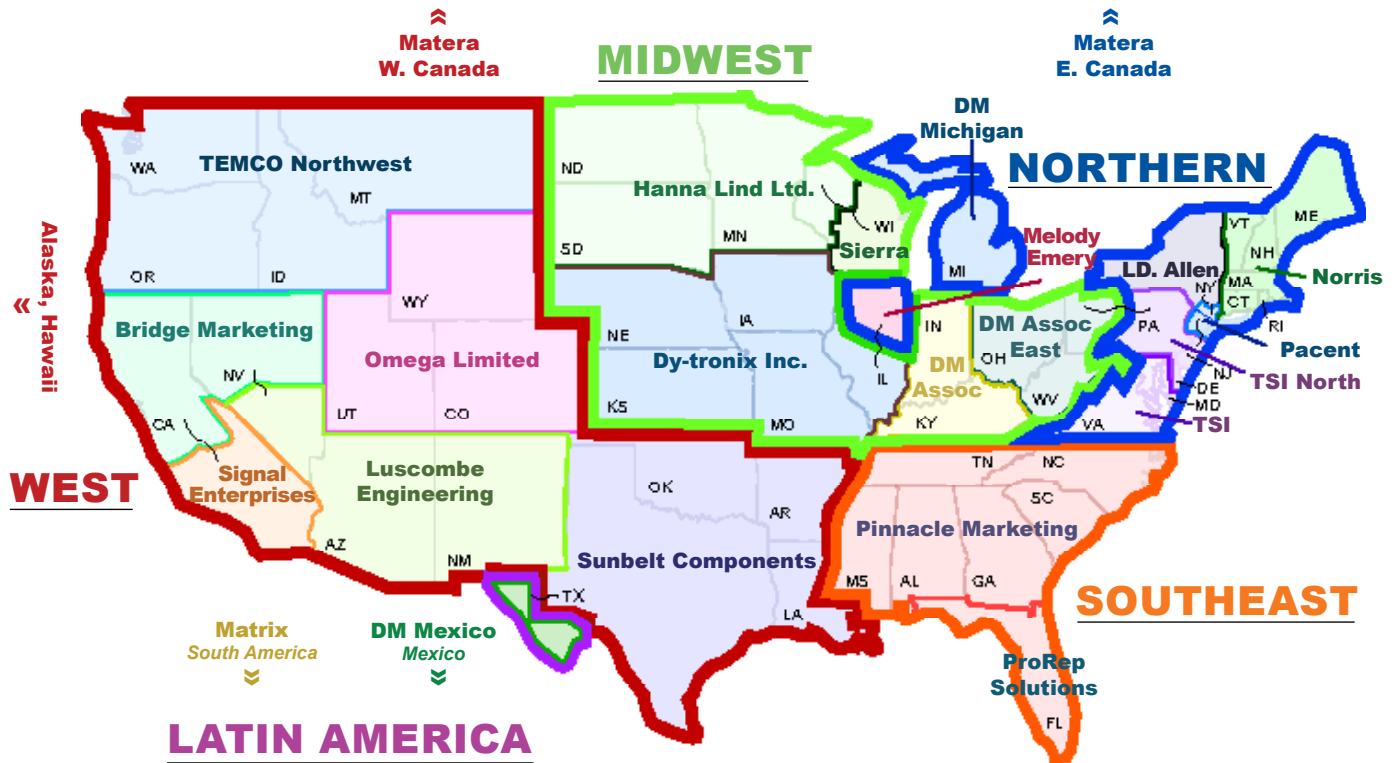 Matera
W. Canada
MIDWEST
Matera
E. Canada
DM
Michigan
NORTHERN
TEMCO Northwest
WA
MT
OR
ID
Hanna Lind Ltd.
ND
SD
MN
WI
Sierra
MI
Melody
Emery
VT
ME
NH
MA
CT
RI
Norris
LD. Allen
NY
PA
Pacent
NJ
TSI North
DE
MD
TSI
VA
Alaska, Hawaii
Bridge Marketing
NV
CA
WY
Omega Limited
UT
CO
NE
IA
Dy-tronix Inc.
KS
MO
IL
IN
DM
Assoc
KY
DM Assoc
East
OH
WV
WEST
Signal
Enterprises
Luscombe
Engineering
AZ
NM
OK
AR
Sunbelt Components
TX
LA
TN
NC
SC
Pinnacle Marketing
MS
AL
GA
SOUTHEAST
ProRep
Solutions
FL
Matrix
South America
DM Mexico
Mexico
LATIN AMERICA